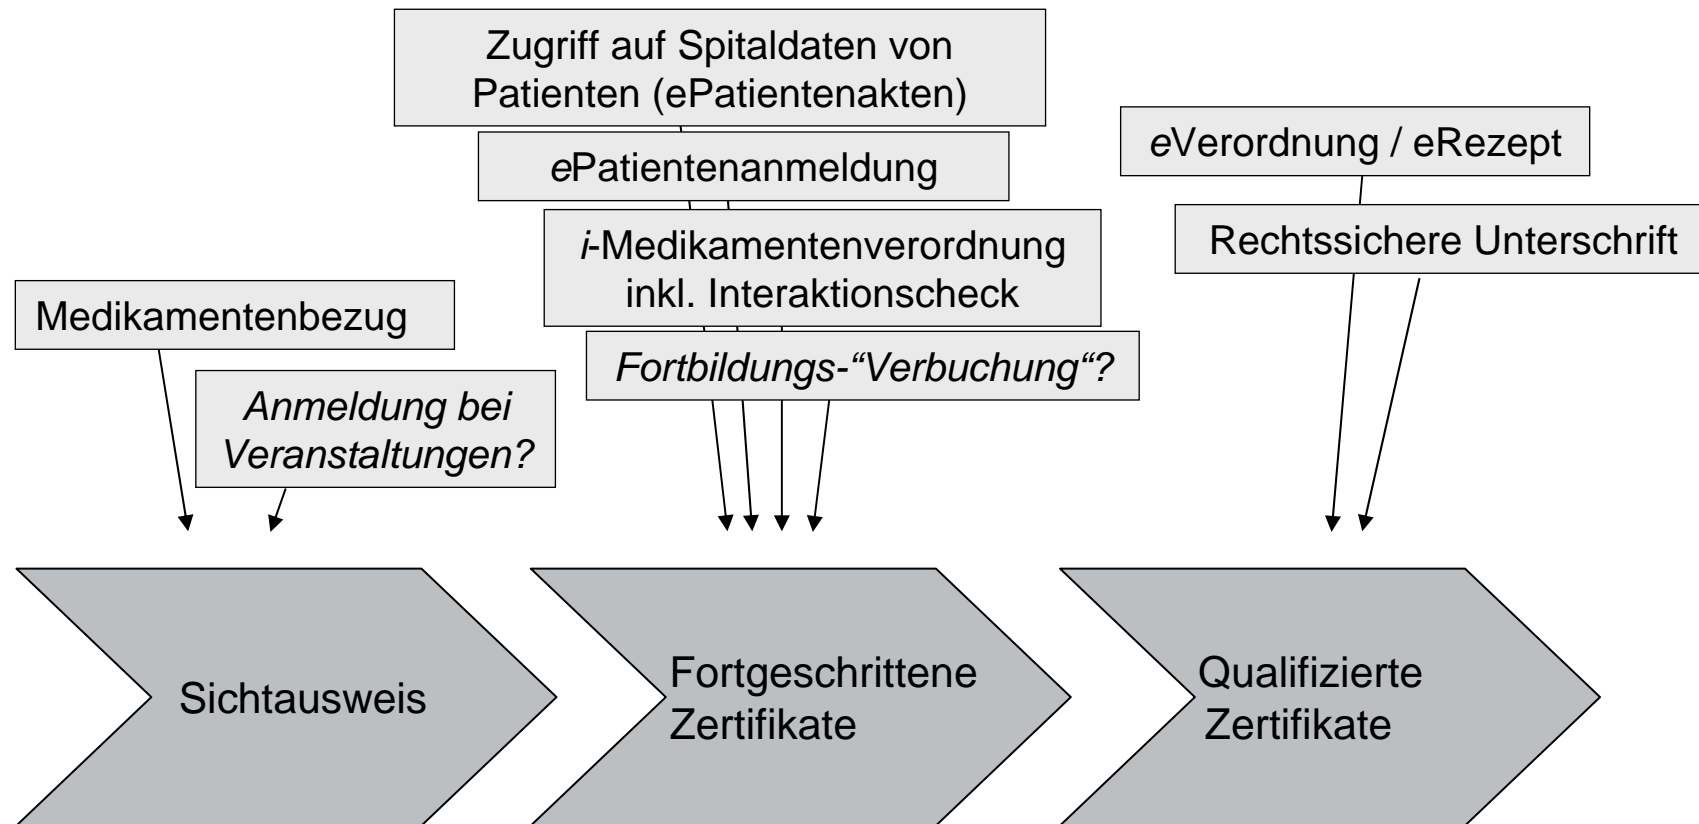 Zugriff auf Spitaldaten von
Patienten (ePatientenakten)
ePatientenanmeldung
i-Medikamentenverordnung
inkl. Interaktionscheck
Fortbildungs-“Verbuchung“?
eVerordnung / eRezept
Rechtssichere Unterschrift
Medikamentenbezug
Anmeldung bei
Veranstaltungen?
Sichtausweis
Fortgeschrittene
Zertifikate
Qualifizierte
Zertifikate